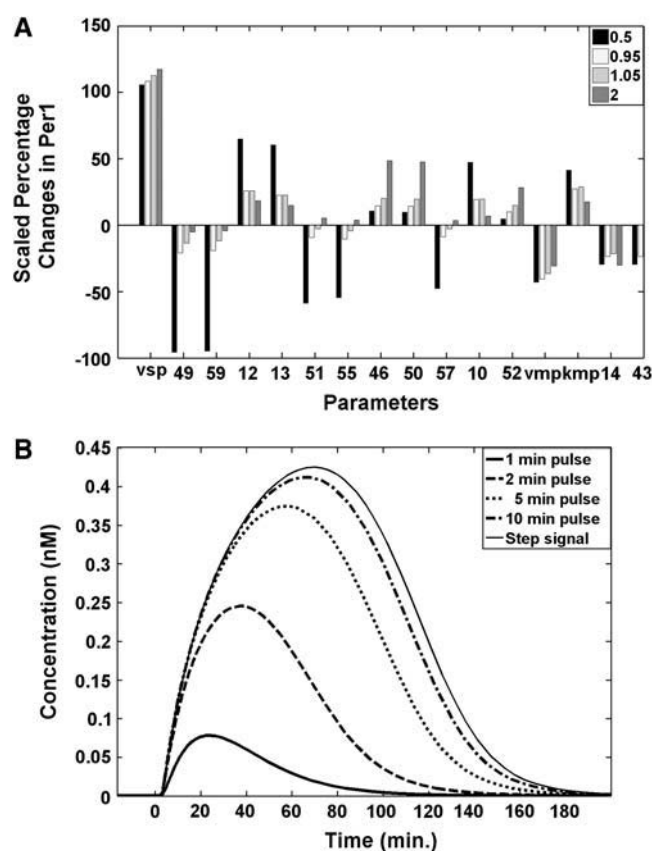 A
150
100
50
0
-50
-100
Scaled Percentage
Changes in Per1
0.5
0.95
1.05
2
vsp 49 59 12 13 51 55 46 50 57 10 52 vmp kmp 14 43
Parameters
B
0.45
0.4
0.35
0.3
0.25
0.2
0.15
0.1
0.05
0
Concentration (nM)
1 min pulse
2 min pulse
5 min pulse
10 min pulse
Step signal
0 20 40 60 80 100 120 140 160 180
Time (min.)